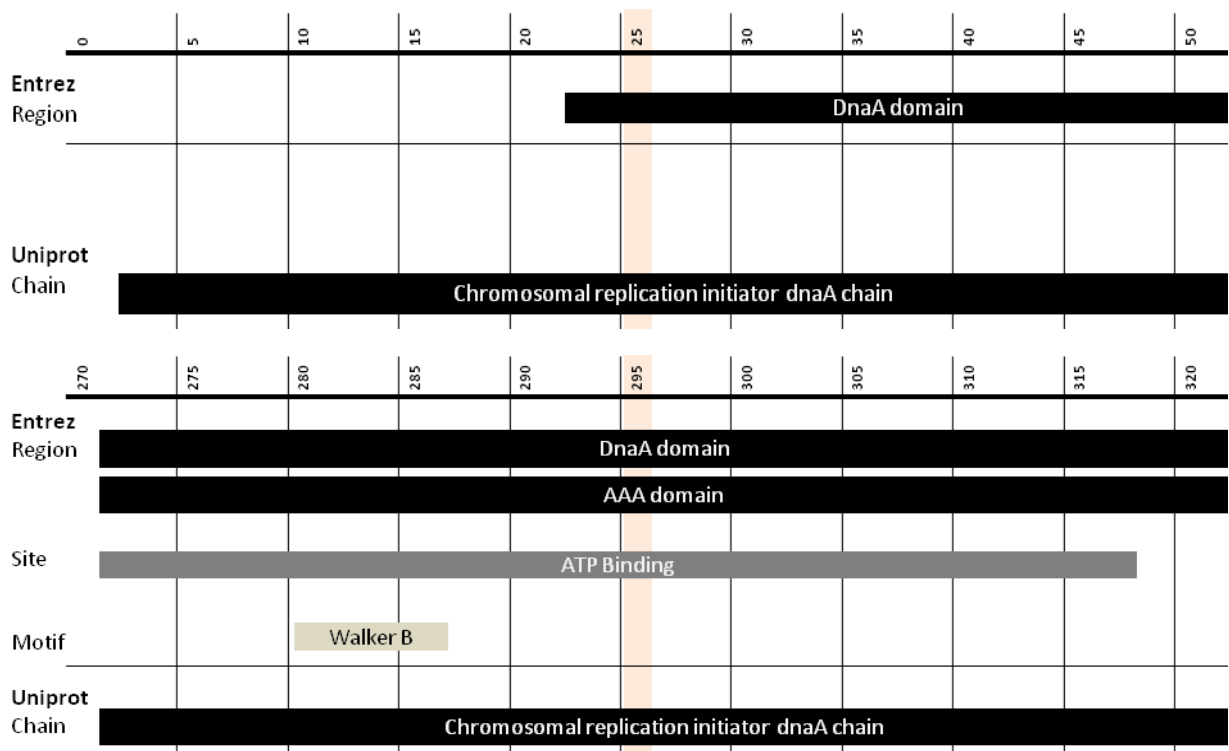 0 5 10 15 20 25 30 35 40 45 50
Entrez
Region
DnaA domain
Uniprot
Chain
Chromosomal replication initiator dnaA chain
270 275 280 285 290 295 300 305 310 315 320
Entrez
Region
DnaA domain
AAA domain
Site
ATP Binding
Motif
Walker B
Uniprot
Chain
Chromosomal replication initiator dnaA chain